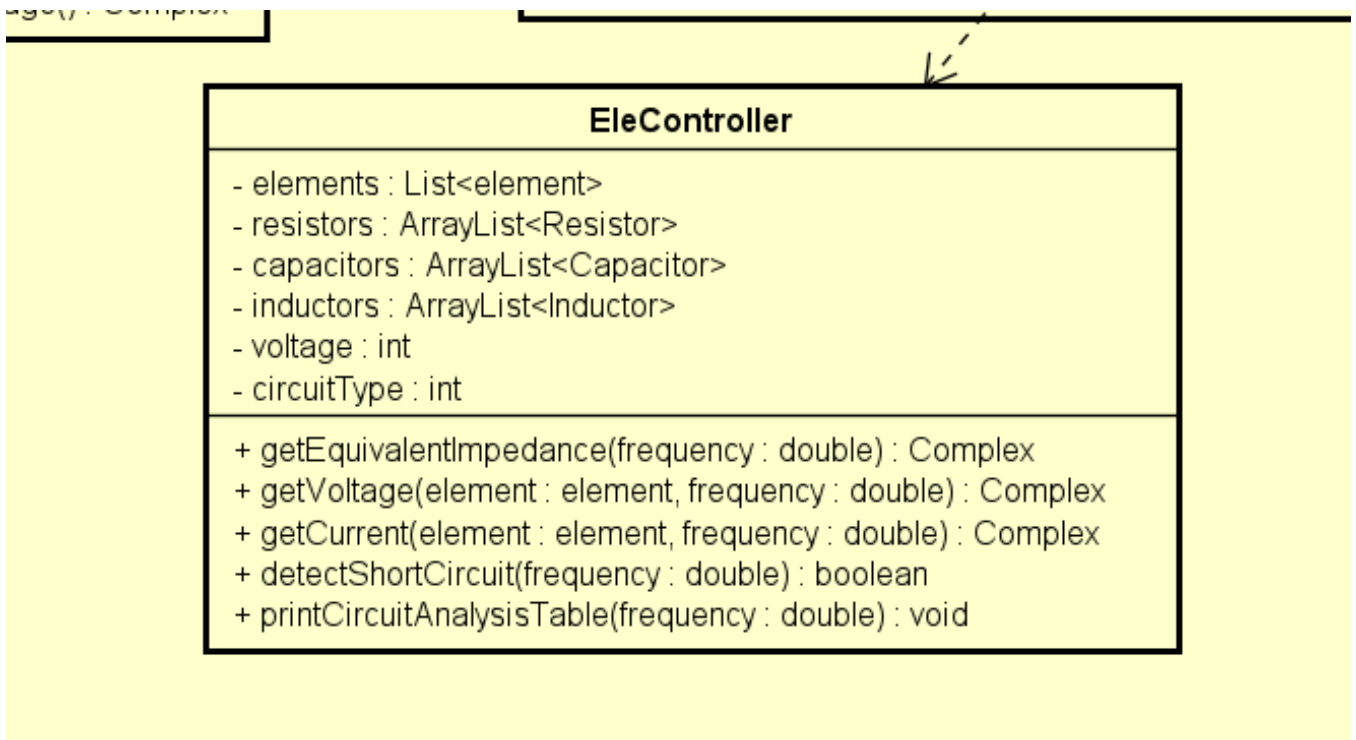 EleController
- elements : List<element>
- resistors : ArrayList<Resistor>
- capacitors : ArrayList<Capacitor>
- inductors : ArrayList<Inductor>
- voltage : int
- circuitType : int
+ getEquivalentImpedance(frequency : double) : Complex
+ getVoltage(element : element, frequency : double) : Complex
+ getCurrent(element : element, frequency : double) : Complex
+ detectShortCircuit(frequency : double) : boolean
+ printCircuitAnalysisTable(frequency : double) : void